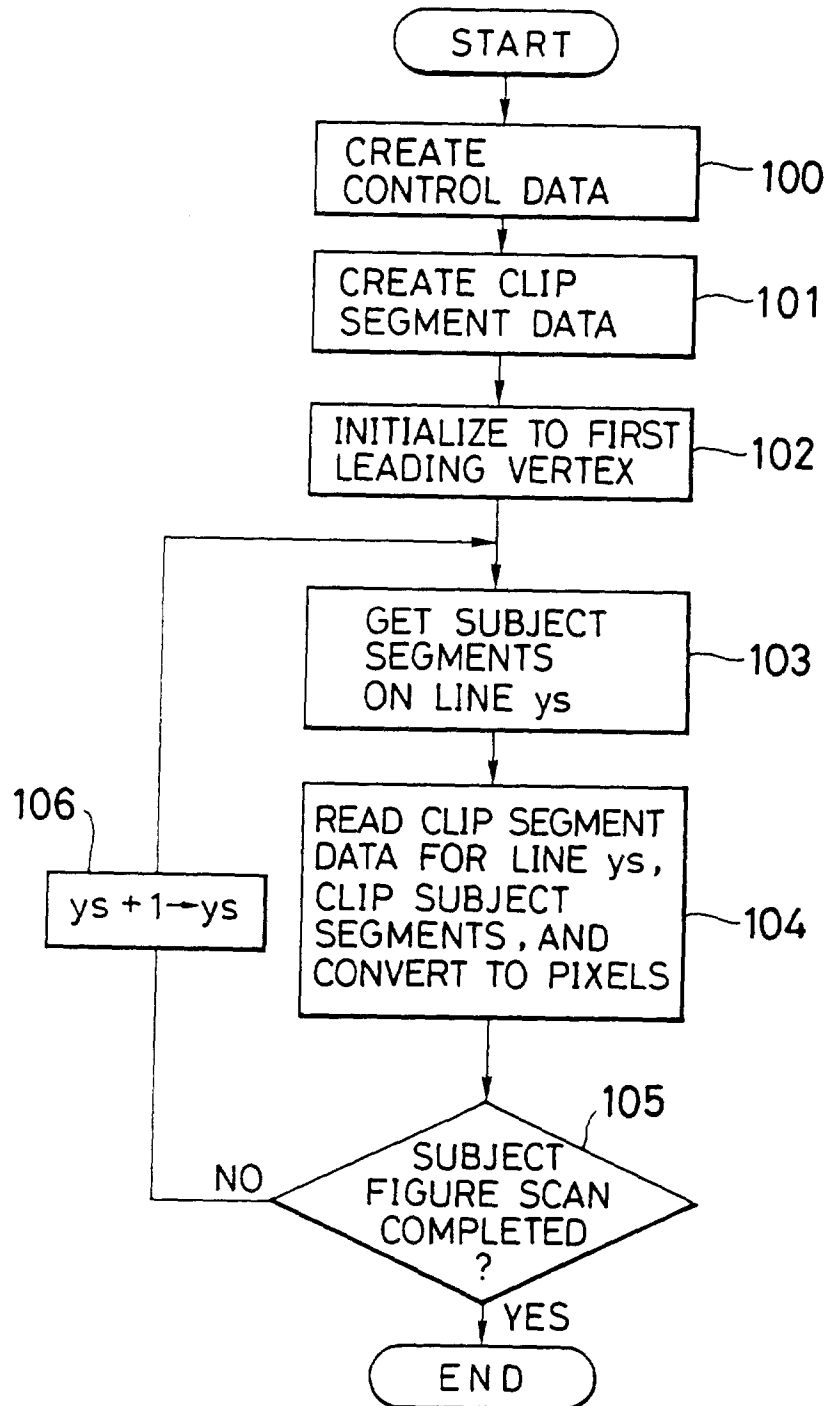 START
CREATE
CONTROL DATA
100
CREATE CLIP
SEGMENT DATA
101
INITIALIZE TO FIRST
LEADING VERTEX
102
GET SUBJECT
SEGMENTS
ON LINE ys
103
READ CLIP SEGMENT
DATA FOR LINE ys,
CLIP SUBJECT
SEGMENTS, AND
CONVERT TO PIXELS
104
106
ys + 1→ys
105
SUBJECT
FIGURE SCAN
COMPLETED
?
NO
YES
END